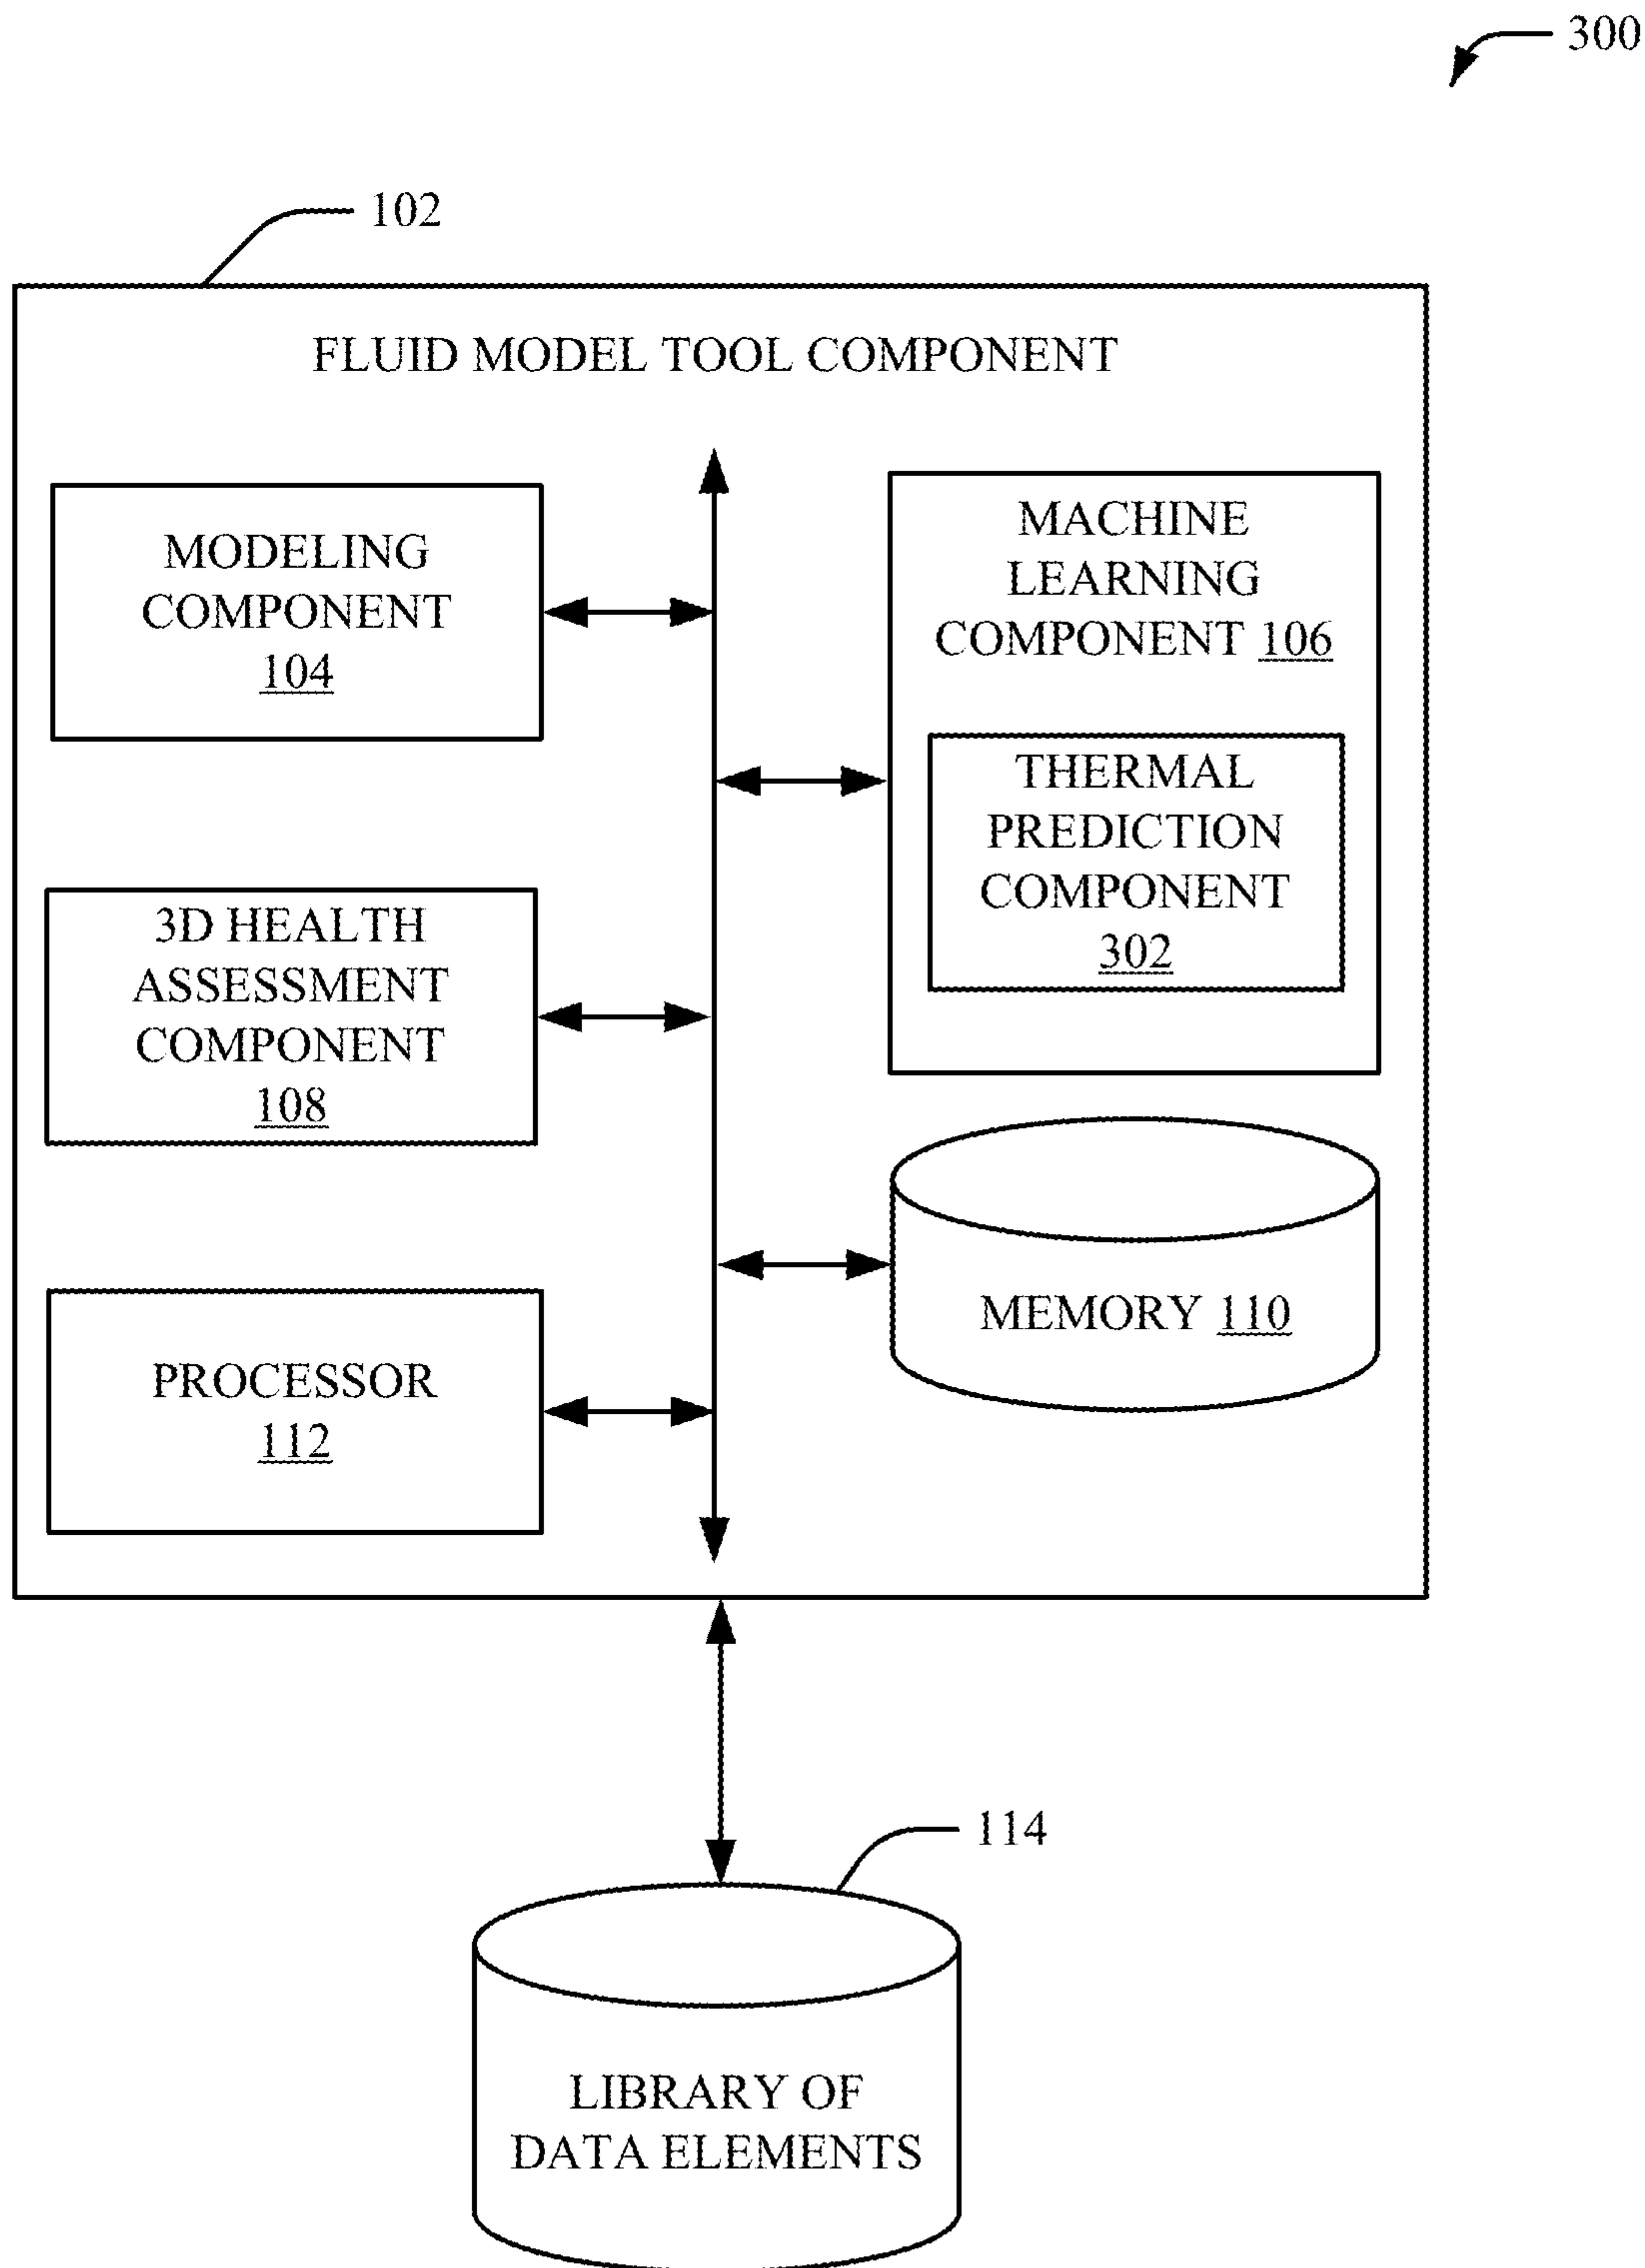 300
102
FLUID MODEL TOOL COMPONENT
MODELING
COMPONENT
104
MACHINE
LEARNING
COMPONENT 106
THERMAL
PREDICTION
COMPONENT
302
3D HEALTH
ASSESSMENT
COMPONENT
108
MEMORY 110
PROCESSOR
112
114
LIBRARY OF
DATA ELEMENTS